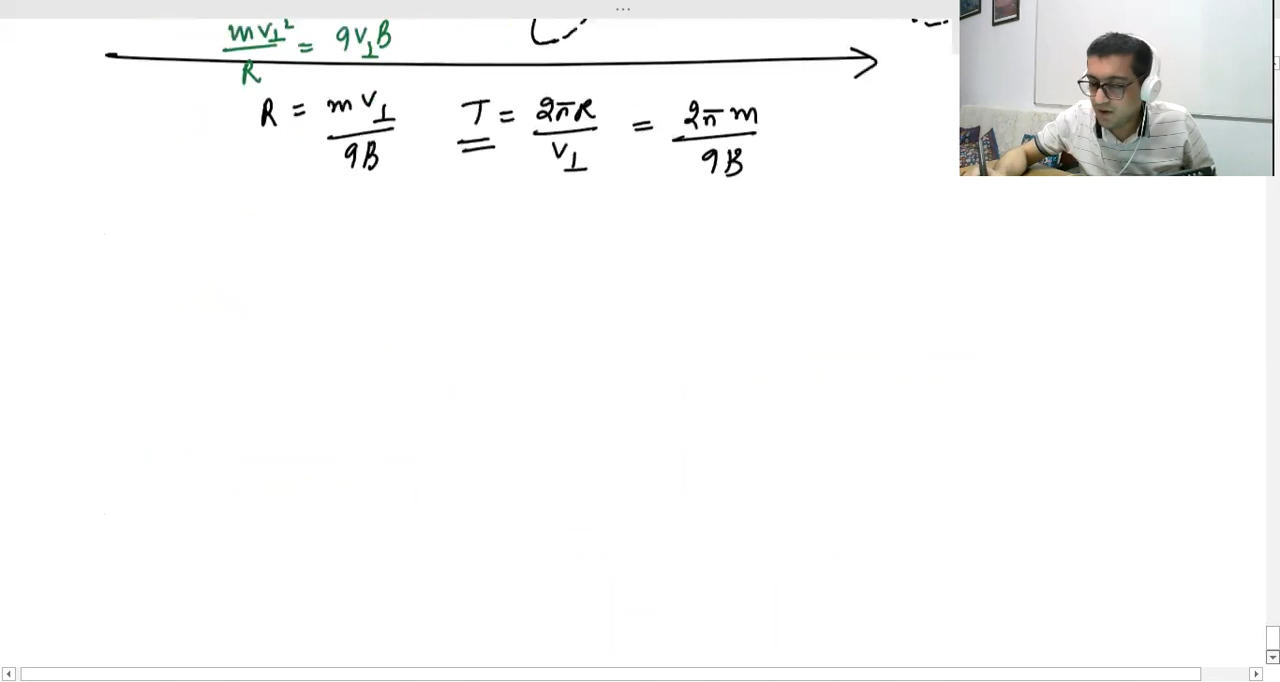 mv⊥²/R = qv⊥B
R = mv⊥/qB T = 2πR/v⊥ = 2πm/qB